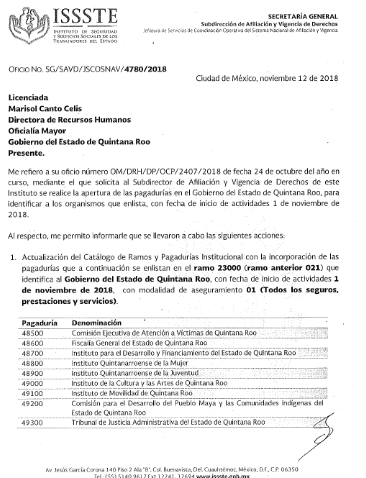 ISSSTE
INSTITUTO DE SEGURIDAD
Y SERVICIOS SOCIALES DE LOS
TRABAJADORES DEL ESTADO
SECRETARÍA GENERAL
Subdirección de Afiliación y Vigencia de Derechos
Jefatura de Servicios de Coordinación Operativa del Sistema Nacional de Afiliación y Vigencia
OFICIO No. SG/SAVD/JSCOSNAV/4780/2018
Ciudad de México, noviembre 12 de 2018
Licenciada
Marisol Canto Celis
Directora de Recursos Humanos
Oficialía Mayor
Gobierno del Estado de Quintana Roo
Presente.
Me refiero a su oficio número OM/DRH/DP/OCP/2407/2018 de fecha 24 de octubre del año en
curso, mediante el que solicita al Subdirector de Afiliación y Vigencia de Derechos de este
Instituto se realice la apertura de las pagadurías en el Gobierno del Estado de Quintana Roo, para
identificar a los organismos que enlista, con fecha de inicio de actividades 1 de noviembre de
2018.
Al respecto, me permito informarle que se llevaron a cabo las siguientes acciones:
1. Actualización del Catálogo de Ramos y Pagadurías Institucional con la incorporación de las
pagadurías que a continuación se enlistan en el ramo 23000 (ramo anterior 021) que
identifica al Gobierno del Estado de Quintana Roo, con fecha de inicio de actividades 1
de noviembre de 2018, con modalidad de aseguramiento 01 (Todos los seguros,
prestaciones y servicios).
Pagaduría Denominación
48500 Comisión Ejecutiva de Atención a Víctimas de Quintana Roo
48600 Fiscalía General del Estado de Quintana Roo
48700 Instituto para el Desarrollo y Financiamiento del Estado de Quintana Roo
48800 Instituto Quintanarroense de la Mujer
48900 Instituto Quintanarroense de la Juventud
49000 Instituto de la Cultura y las Artes de Quintana Roo
49100 Instituto de Movilidad de Quintana Roo
49200 Comisión para el Desarrollo del Pueblo Maya y las Comunidades Indígenas del
Estado de Quintana Roo
49300 Tribunal de Justicia Administrativa del Estado de Quintana Roo
Av. Jesús García Corona 140 Piso 2 Ala "B", Col. Buenavista, Del. Cuauhtémoc, México, D.F., C.P. 06350
Tel: (55) 5140 9617 Ext 12241, 12694 www.issste.gob.mx